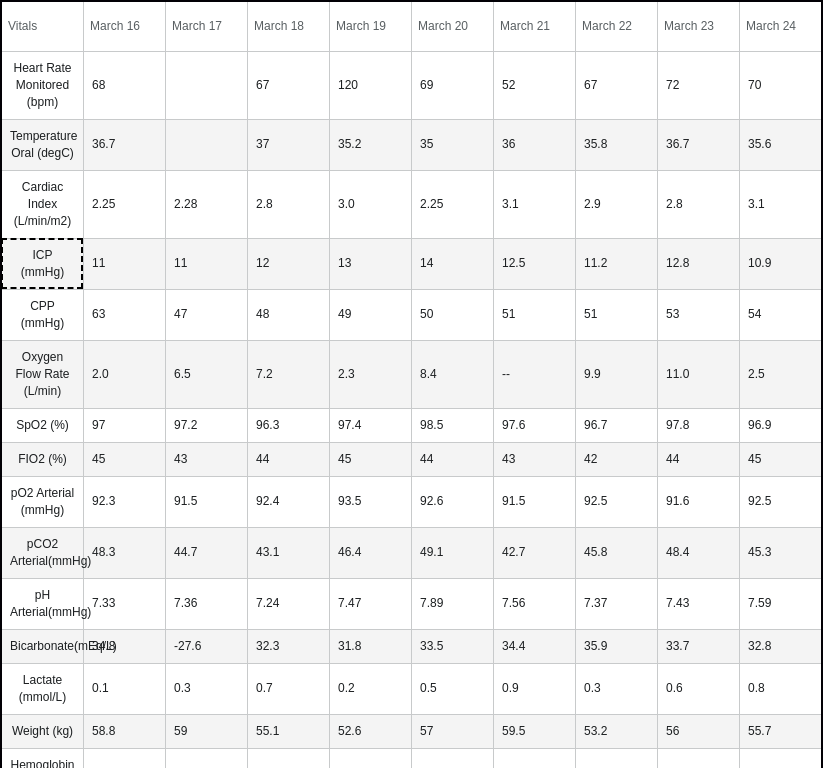 Vitals March 16 March 17 March 18 March 19 March 20 March 21 March 22 March 23 March 24
Heart Rate
Monitored
(bpm)
68 67 120 69 52 67 72 70
Temperature
Oral (degC)
36.7 37 35.2 35 36 35.8 36.7 35.6
Cardiac
Index
(L/min/m2)
2.25 2.28 2.8 3.0 2.25 3.1 2.9 2.8 3.1
ICP
(mmHg)
11 11 12 13 14 12.5 11.2 12.8 10.9
CPP
(mmHg)
63 47 48 49 50 51 51 53 54
Oxygen
Flow Rate
(L/min)
2.0 6.5 7.2 2.3 8.4 -- 9.9 11.0 2.5
SpO2 (%) 97 97.2 96.3 97.4 98.5 97.6 96.7 97.8 96.9
FIO2 (%) 45 43 44 45 44 43 42 44 45
pO2 Arterial
(mmHg)
92.3 91.5 92.4 93.5 92.6 91.5 92.5 91.6 92.5
pCO2
Arterial(mmHg)
48.3 44.7 43.1 46.4 49.1 42.7 45.8 48.4 45.3
pH
Arterial(mmHg)
7.33 7.36 7.24 7.47 7.89 7.56 7.37 7.43 7.59
Bicarbonate(mEq/L) -27.6 32.3 31.8 33.5 34.4 35.9 33.7 32.8
Lactate
(mmol/L)
0.1 0.3 0.7 0.2 0.5 0.9 0.3 0.6 0.8
Weight (kg) 58.8 59 55.1 52.6 57 59.5 53.2 56 55.7
Hemoglobin